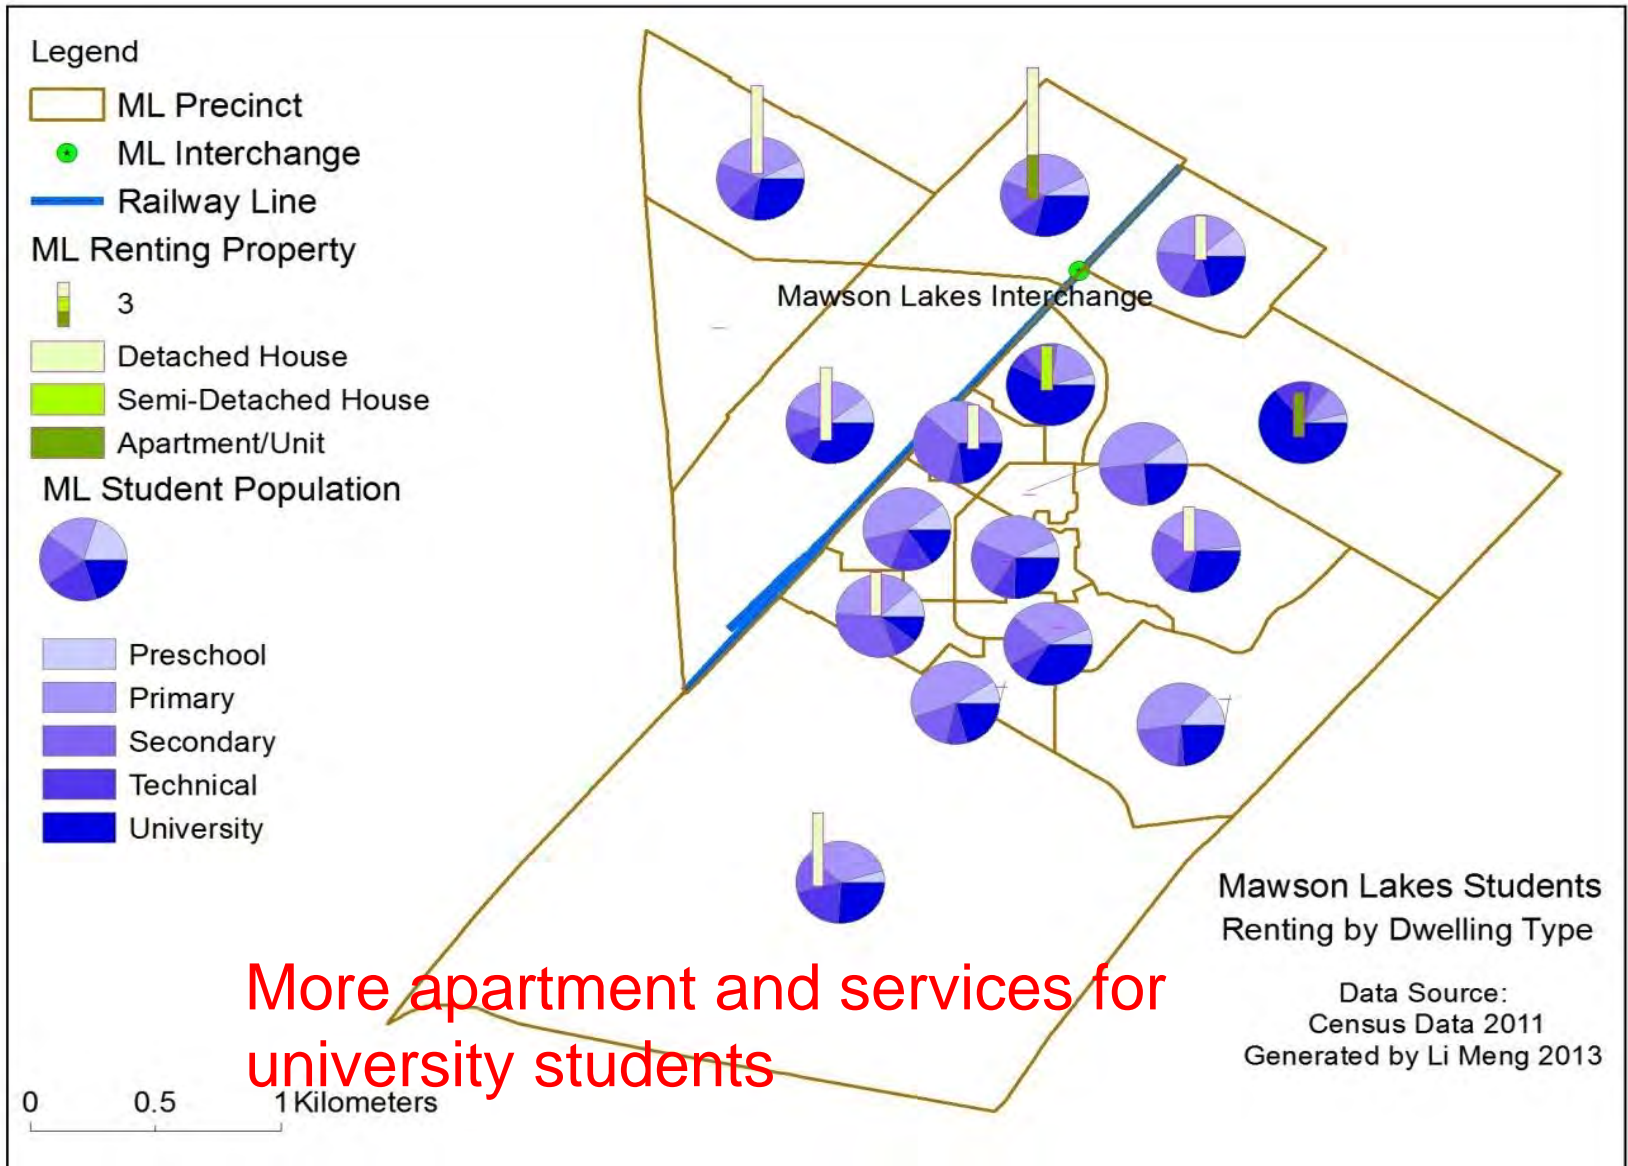 Legend
ML Precinct
ML Interchange
Railway Line
ML Renting Property
3
Detached House
Semi-Detached House
Apartment/Unit
ML Student Population
Preschool
Primary
Secondary
Technical
University
Mawson Lakes Interchange
Mawson Lakes Students
Renting by Dwelling Type
Data Source:
Census Data 2011
Generated by Li Meng 2013
More apartment and services for
university students
0 0.5 1 Kilometers